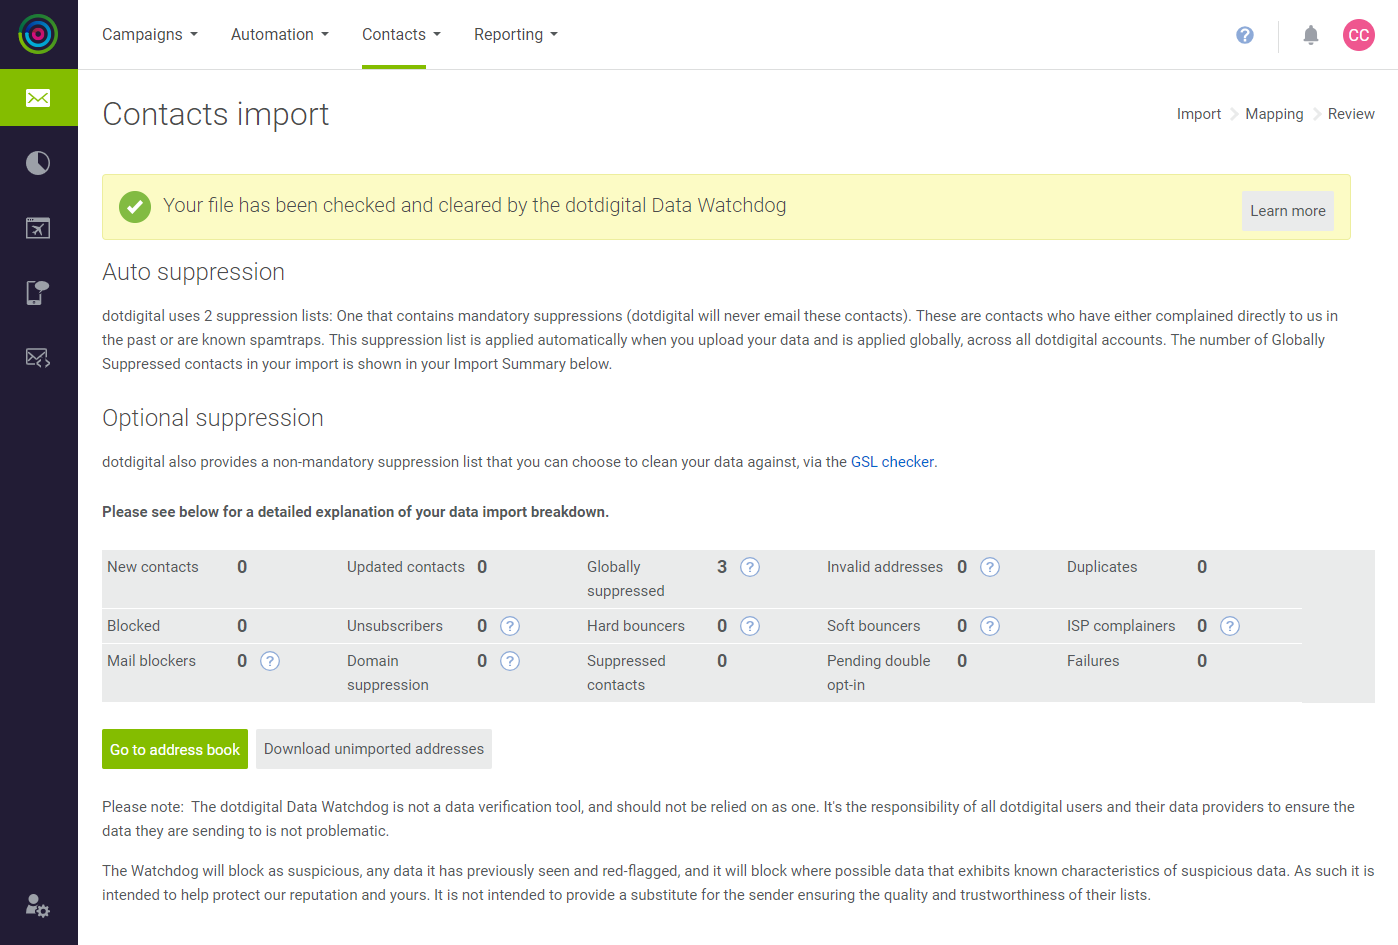 Campaigns Automation Contacts Reporting ? CC
Contacts import
Import Mapping Review
Your file has been checked and cleared by the dotdigital Data Watchdog
Learn more
Auto suppression
dotdigital uses 2 suppression lists: One that contains mandatory suppressions (dotdigital will never email these contacts). These are contacts who have either complained directly to us in
the past or are known spamtraps. This suppression list is applied automatically when you upload your data and is applied globally, across all dotdigital accounts. The number of Globally
Suppressed contacts in your import is shown in your Import Summary below.
Optional suppression
dotdigital also provides a non-mandatory suppression list that you can choose to clean your data against, via the GSL checker.
Please see below for a detailed explanation of your data import breakdown.
New contacts 0 Updated contacts 0 Globally suppressed 3 ? Invalid addresses 0 ? Duplicates 0
Blocked 0 Unsubscribers 0 ? Hard bouncers 0 ? Soft bouncers 0 ? ISP complainers 0 ?
Mail blockers 0 ? Domain suppression 0 ? Suppressed contacts 0 Pending double opt-in 0 Failures 0
Go to address book Download unimported addresses
Please note: The dotdigital Data Watchdog is not a data verification tool, and should not be relied on as one. It's the responsibility of all dotdigital users and their data providers to ensure the
data they are sending to is not problematic.
The Watchdog will block as suspicious, any data it has previously seen and red-flagged, and it will block where possible data that exhibits known characteristics of suspicious data. As such it is
intended to help protect our reputation and yours. It is not intended to provide a substitute for the sender ensuring the quality and trustworthiness of their lists.